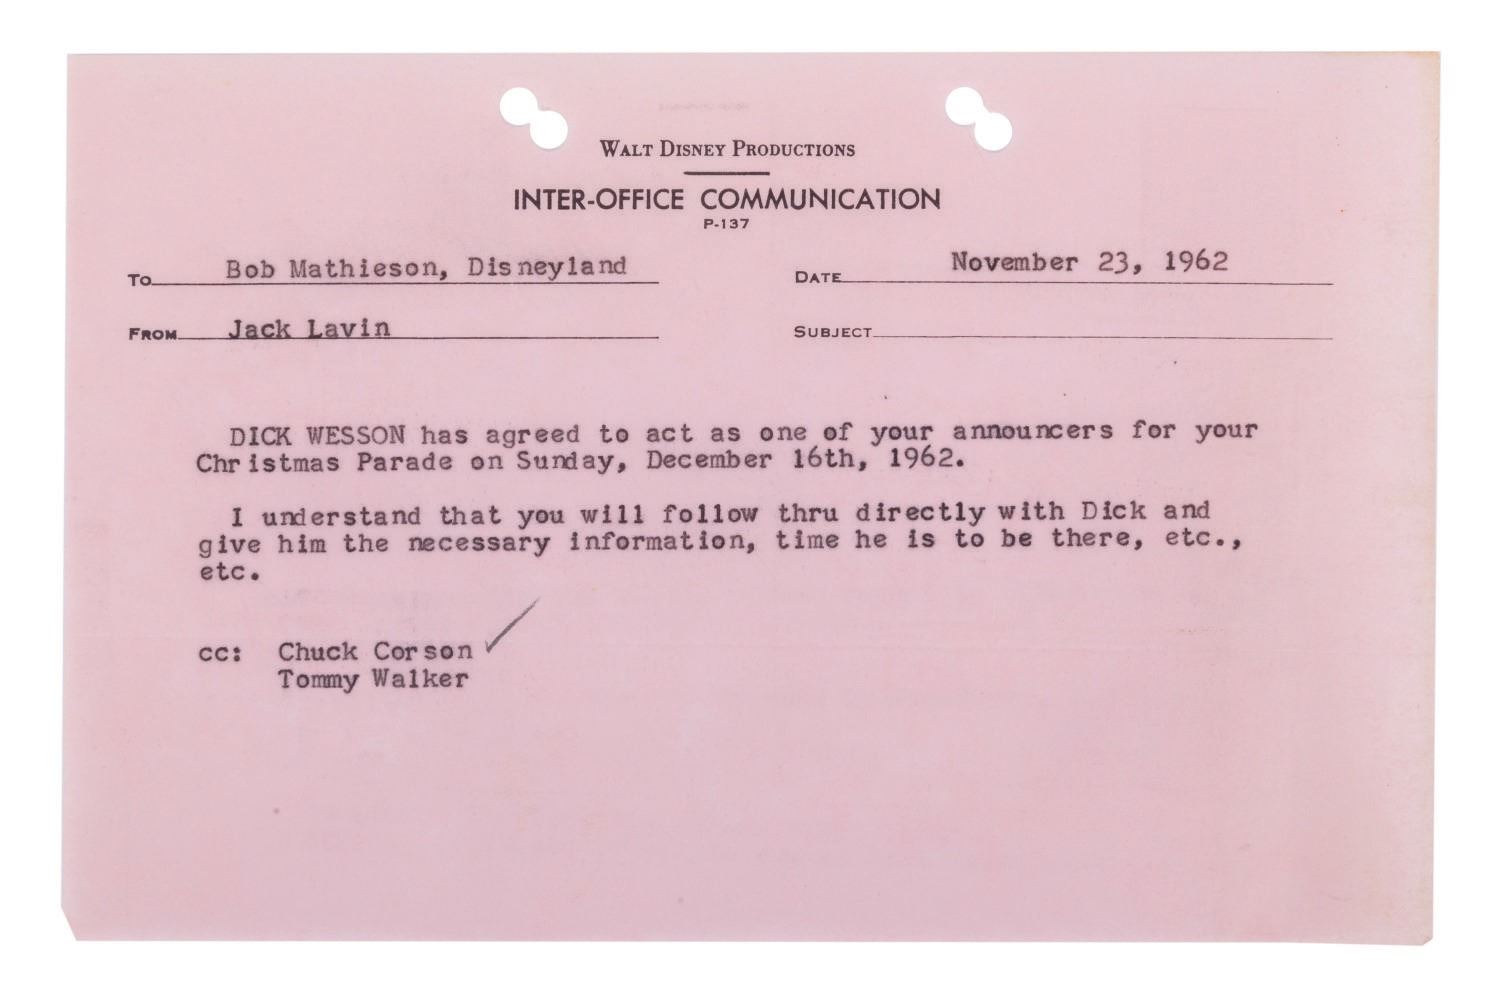 WALT DISNEY PRODUCTIONS
INTER-OFFICE COMMUNICATION
P-137
TO Bob Mathieson, Disneyland DATE November 23, 1962
FROM Jack Lavin SUBJECT
DICK WESSON has agreed to act as one of your announcers for your
Christmas Parade on Sunday, December 16th, 1962.
I understand that you will follow thru directly with Dick and
give him the necessary information, time he is to be there, etc.,
etc.
cc: Chuck Corson ✓
Tommy Walker